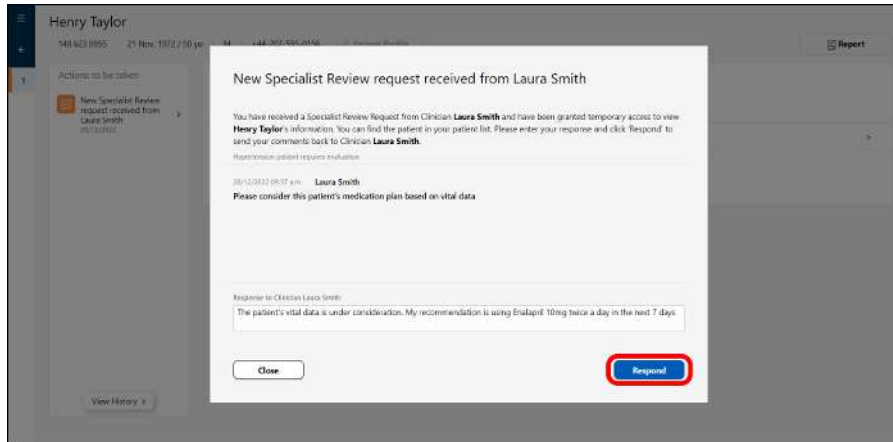 Henry Taylor
21 Nov, 1972 / 50 yo
Report
1
Actions to be taken
New Specialist Review
request received from
Laura Smith
View History
New Specialist Review request received from Laura Smith
You have received a Specialist Review Request from Clinician Laura Smith and have been granted temporary access to view
Henry Taylor's information. You can find the patient in your patient list. Please enter your response and click 'Respond' to
send your comments back to Clinician Laura Smith.
Hypertension patient requires evaluation
Laura Smith
Please consider this patient's medication plan based on vital data
Response to Clinician Laura Smith
The patient's vital data is under consideration. My recommendation is using Enalapril 10mg twice a day in the next 7 days
Close
Respond